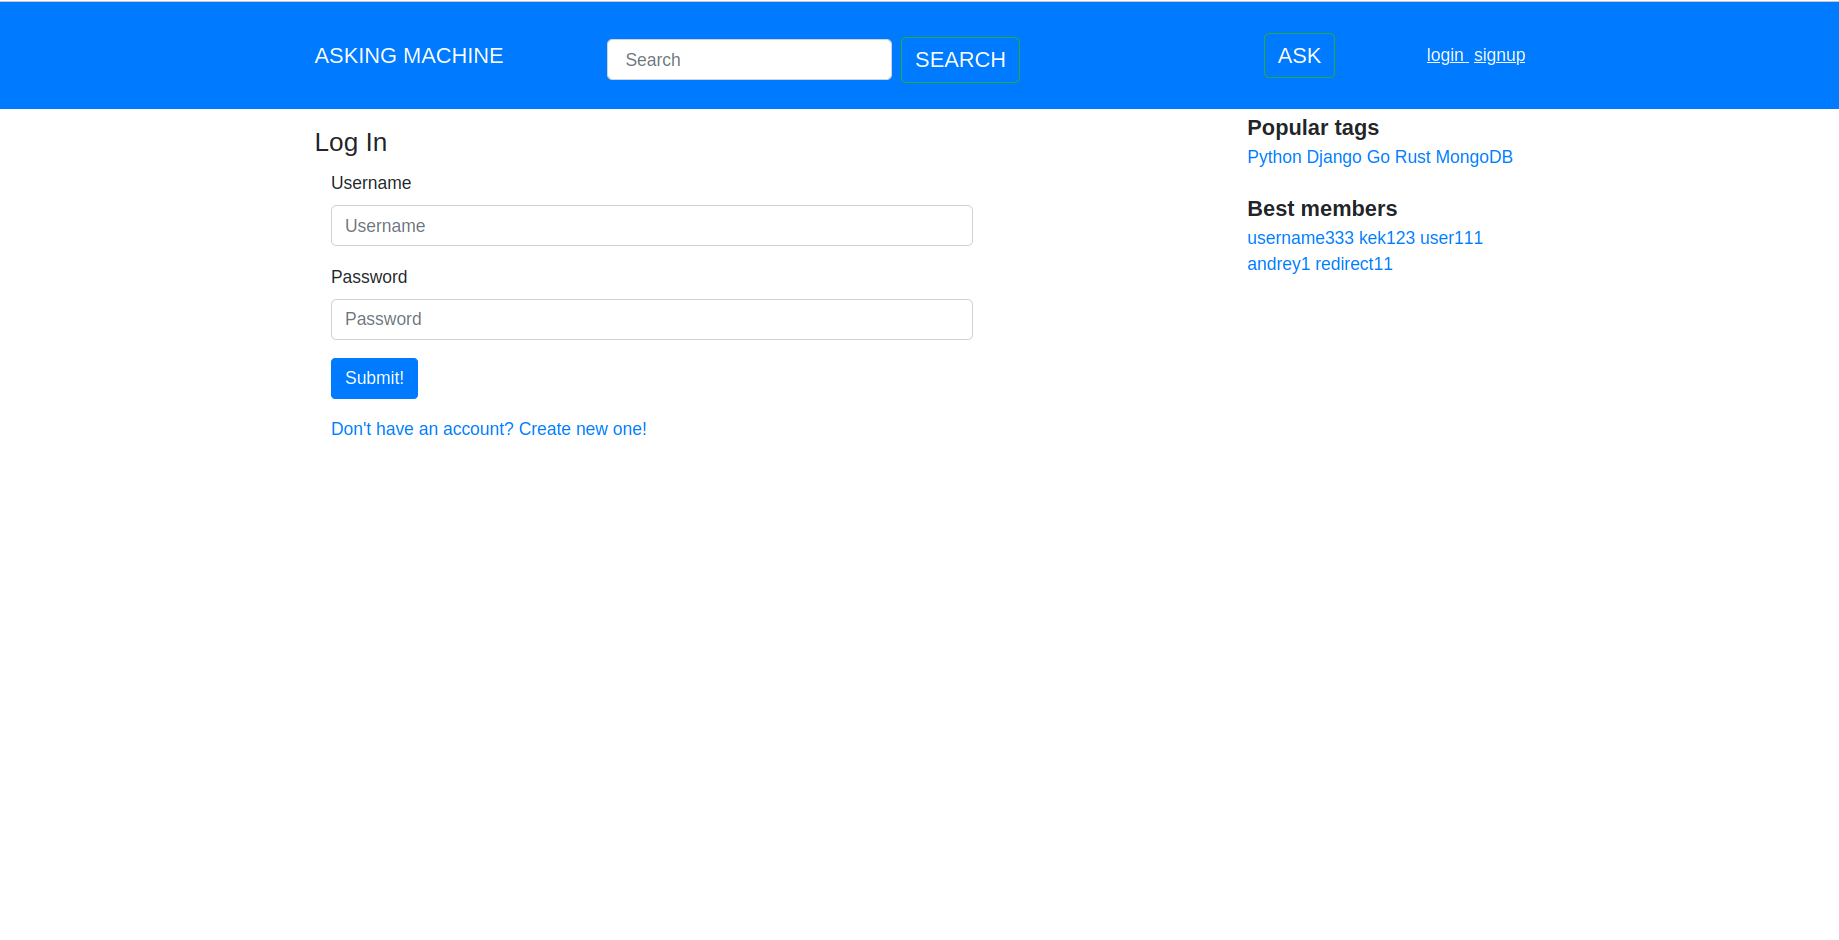 ASKING MACHINE
Search
SEARCH
ASK
login signup
Log In
Username
Username
Password
Password
Submit!
Don't have an account? Create new one!
Popular tags
Python Django Go Rust MongoDB
Best members
username333 kek123 user111
andrey1 redirect11